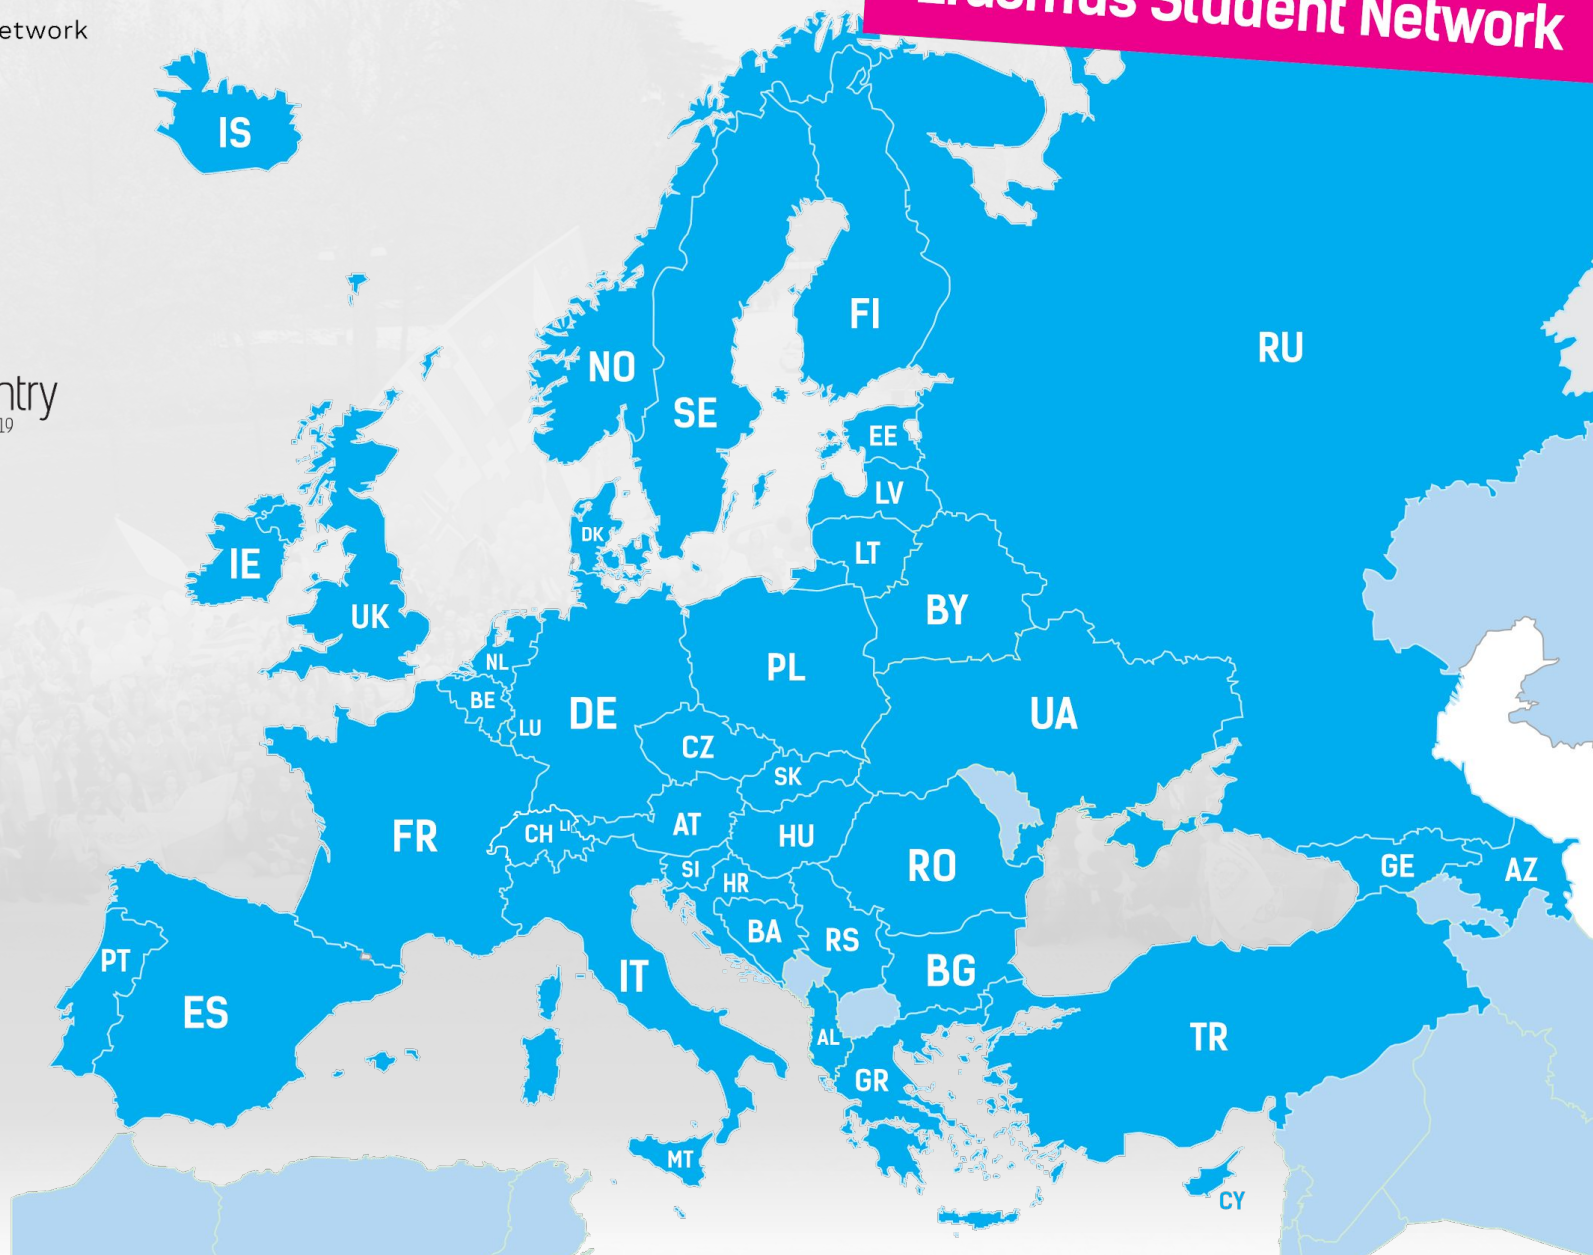 etwork
Erasmus Student Network
ntry
19
IS
NO
SE
FI
RU
EE
LV
LT
DK
IE
UK
BY
NL
BE
LU
DE
PL
UA
CZ
SK
FR
CH
LI
AT
HU
SI
HR
RO
GE
AZ
BA
RS
BG
PT
ES
IT
AL
GR
TR
MT
CY